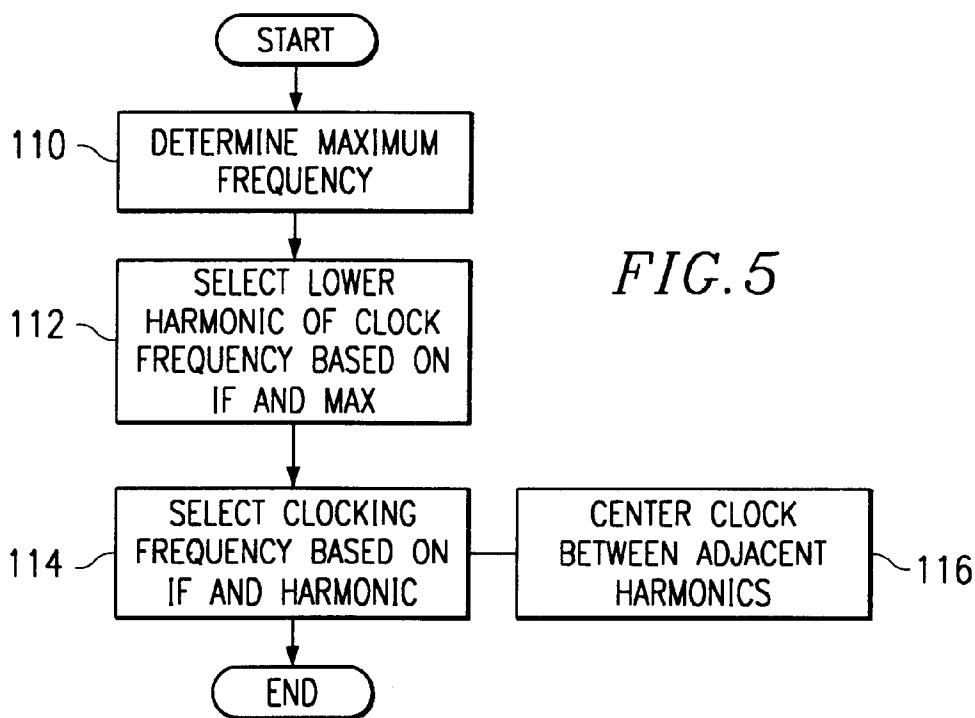 START
110
DETERMINE MAXIMUM
FREQUENCY
FIG.5
112
SELECT LOWER
HARMONIC OF CLOCK
FREQUENCY BASED ON
IF AND MAX
114
SELECT CLOCKING
FREQUENCY BASED ON
IF AND HARMONIC
CENTER CLOCK
BETWEEN ADJACENT
HARMONICS
116
END